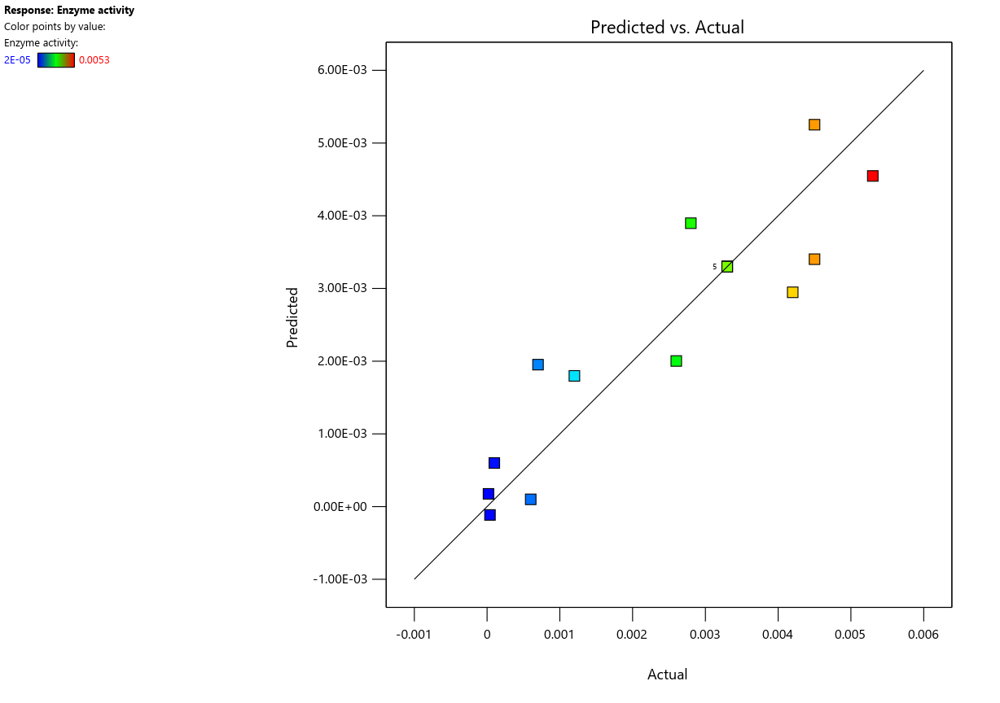 Response: Enzyme activity
Color points by value:
Enzyme activity:
2E-05 0.0053
Predicted vs. Actual
6.00E-03
5.00E-03
4.00E-03
5
3.00E-03
Predicted
2.00E-03
1.00E-03
0.00E+00
-1.00E-03
-0.001 0 0.001 0.002 0.003 0.004 0.005 0.006
Actual